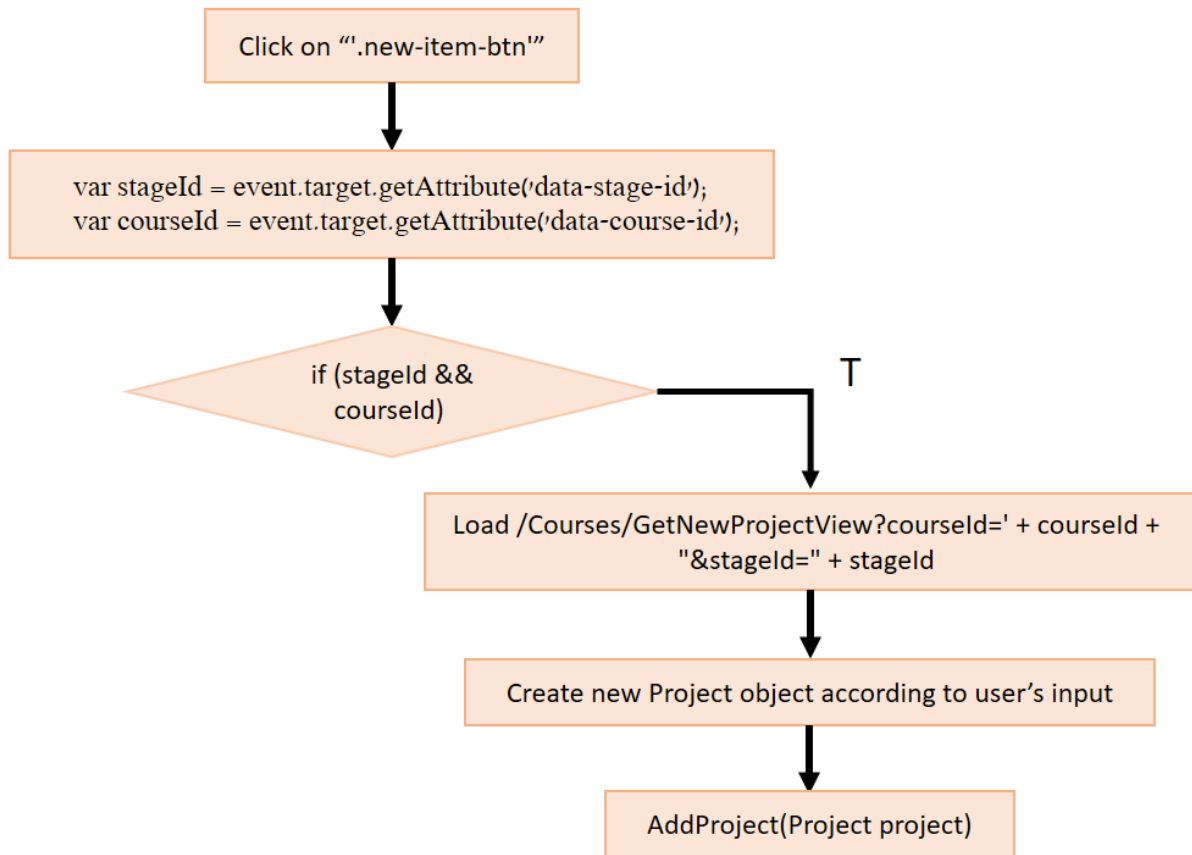 Click on “'.new-item-btn'”
var stageId = event.target.getAttribute('data-stage-id');
var courseId = event.target.getAttribute('data-course-id');
if (stageId &&
courseId)
T
Load /Courses/GetNewProjectView?courseId=' + courseId +
"&stageId=" + stageId
Create new Project object according to user’s input
AddProject(Project project)